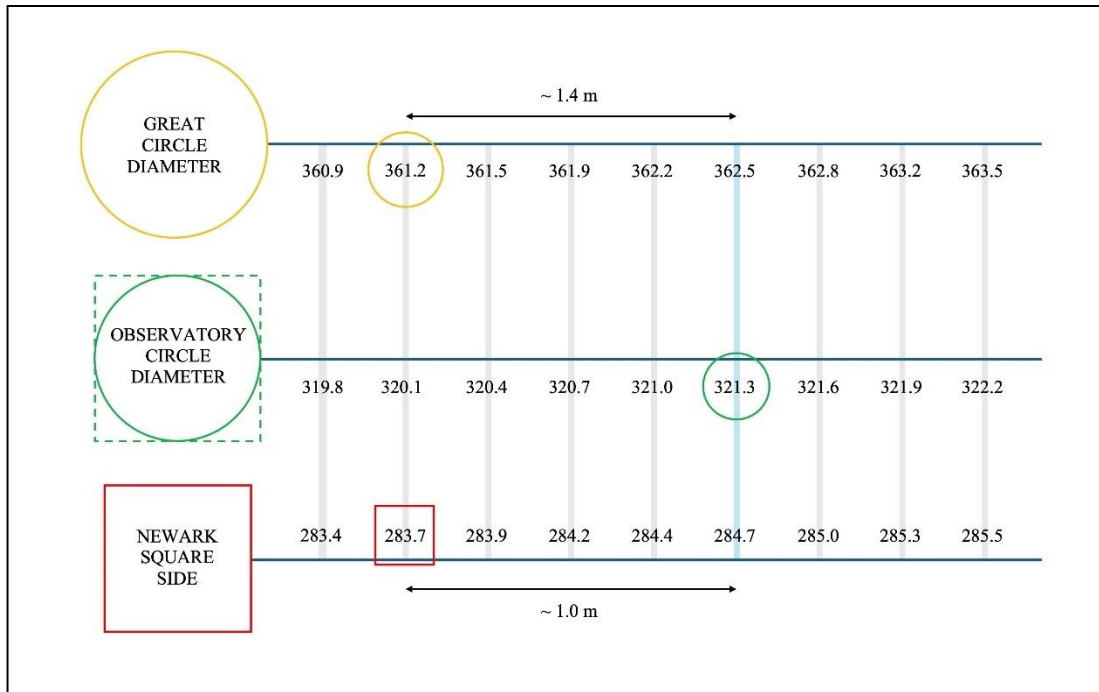 ~ 1.4 m
GREAT
CIRCLE
DIAMETER
360.9 361.2 361.5 361.9 362.2 362.5 362.8 363.2 363.5
OBSERVATORY
CIRCLE
DIAMETER
319.8 320.1 320.4 320.7 321.0 321.3 321.6 321.9 322.2
NEWARK
SQUARE
SIDE
283.4 283.7 283.9 284.2 284.4 284.7 285.0 285.3 285.5
~ 1.0 m